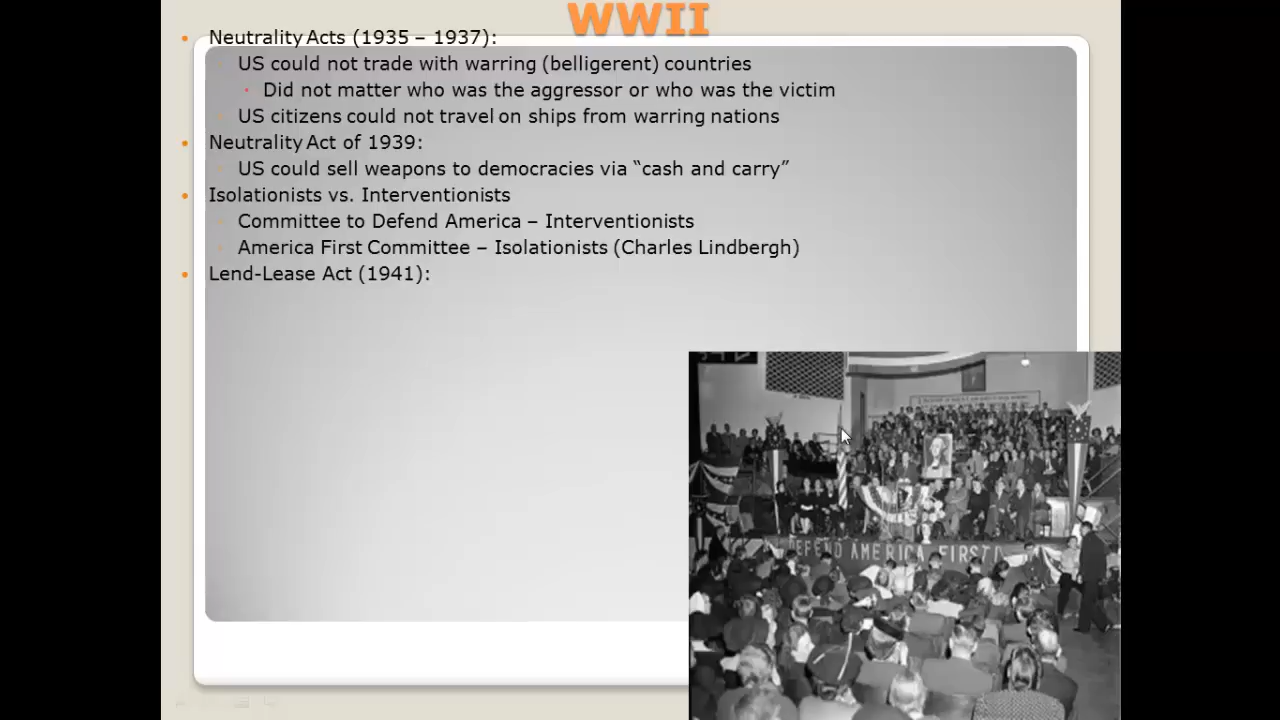 WWII
Neutrality Acts (1935 – 1937):
US could not trade with warring (belligerent) countries
Did not matter who was the aggressor or who was the victim
US citizens could not travel on ships from warring nations
Neutrality Act of 1939:
US could sell weapons to democracies via “cash and carry”
Isolationists vs. Interventionists
Committee to Defend America – Interventionists
America First Committee – Isolationists (Charles Lindbergh)
Lend-Lease Act (1941):
DEFEND AMERICA FIRST!